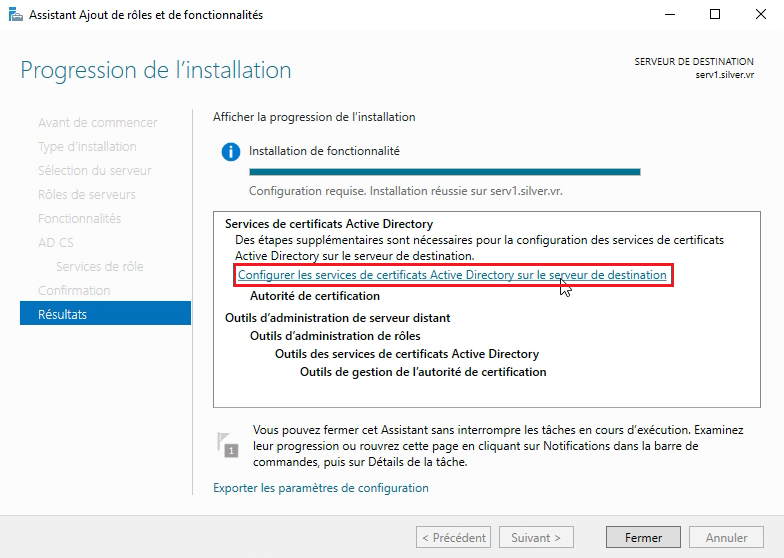 Assistant Ajout de rôles et de fonctionnalités
Progression de l'installation
SERVEUR DE DESTINATION
serv1.silver.vr
Avant de commencer
Type d'installation
Sélection du serveur
Rôles de serveurs
Fonctionnalités
AD CS
Services de rôle
Confirmation
Résultats
Afficher la progression de l'installation
Installation de fonctionnalité
Configuration requise. Installation réussie sur serv1.silver.vr.
Services de certificats Active Directory
Des étapes supplémentaires sont nécessaires pour la configuration des services de certificats
Active Directory sur le serveur de destination.
Configurer les services de certificats Active Directory sur le serveur de destination
Autorité de certification
Outils d'administration de serveur distant
Outils d'administration de rôles
Outils des services de certificats Active Directory
Outils de gestion de l'autorité de certification
1
Vous pouvez fermer cet Assistant sans interrompre les tâches en cours d'exécution. Examinez
leur progression ou rouvrez cette page en cliquant sur Notifications dans la barre de
commandes, puis sur Détails de la tâche.
Exporter les paramètres de configuration
< Précédent
Suivant >
Fermer
Annuler